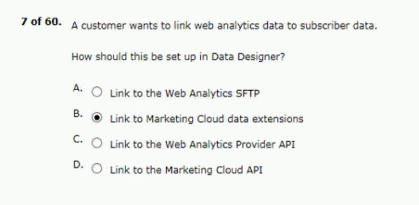 7 of 60. A customer wants to link web analytics data to subscriber data.
How should this be set up in Data Designer?
A. Link to the Web Analytics SFTP
B. Link to Marketing Cloud data extensions
C. Link to the Web Analytics Provider API
D. Link to the Marketing Cloud API